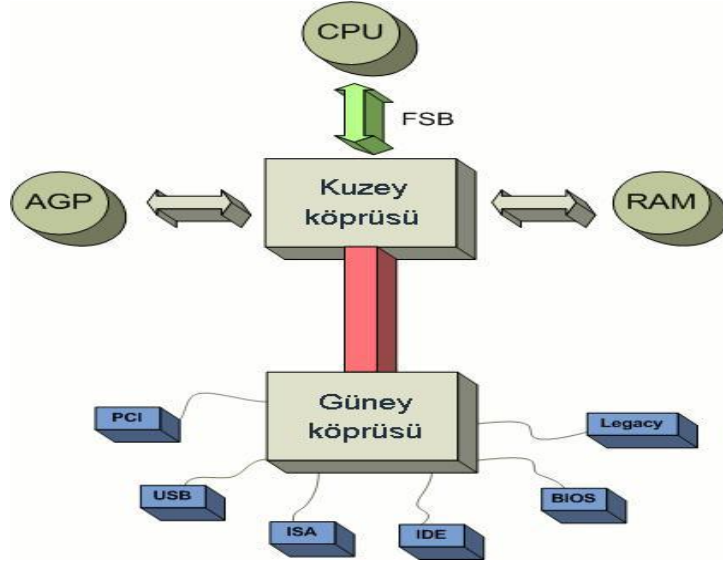 CPU
FSB
AGP
Kuzey
köprüsü
RAM
Güney
köprüsü
PCI
Legacy
USB
BIOS
ISA
IDE